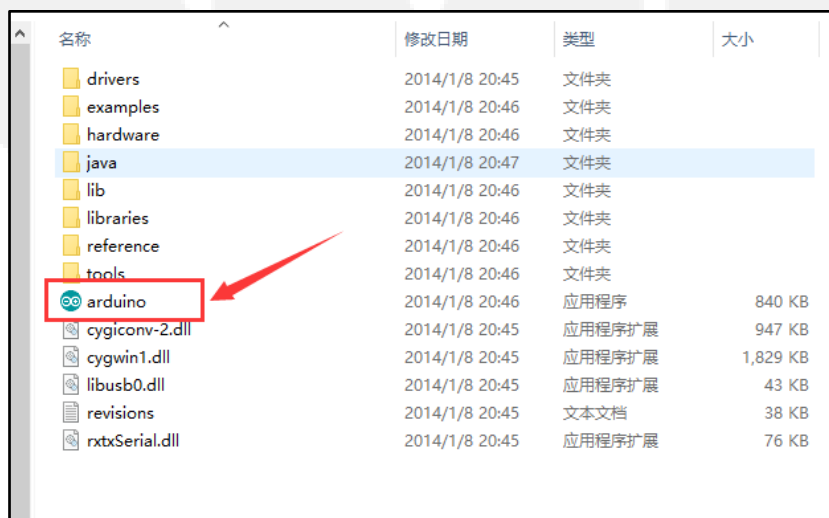 名称 修改日期 类型 大小
drivers 2014/1/8 20:45 文件夹
examples 2014/1/8 20:46 文件夹
hardware 2014/1/8 20:46 文件夹
java 2014/1/8 20:47 文件夹
lib 2014/1/8 20:46 文件夹
libraries 2014/1/8 20:46 文件夹
reference 2014/1/8 20:46 文件夹
tools 2014/1/8 20:46 文件夹
arduino 2014/1/8 20:46 应用程序 840 KB
cygiconv-2.dll 2014/1/8 20:45 应用程序扩展 947 KB
cygwin1.dll 2014/1/8 20:45 应用程序扩展 1,829 KB
libusb0.dll 2014/1/8 20:45 应用程序扩展 43 KB
revisions 2014/1/8 20:45 文本文档 38 KB
rxtxSerial.dll 2014/1/8 20:45 应用程序扩展 76 KB